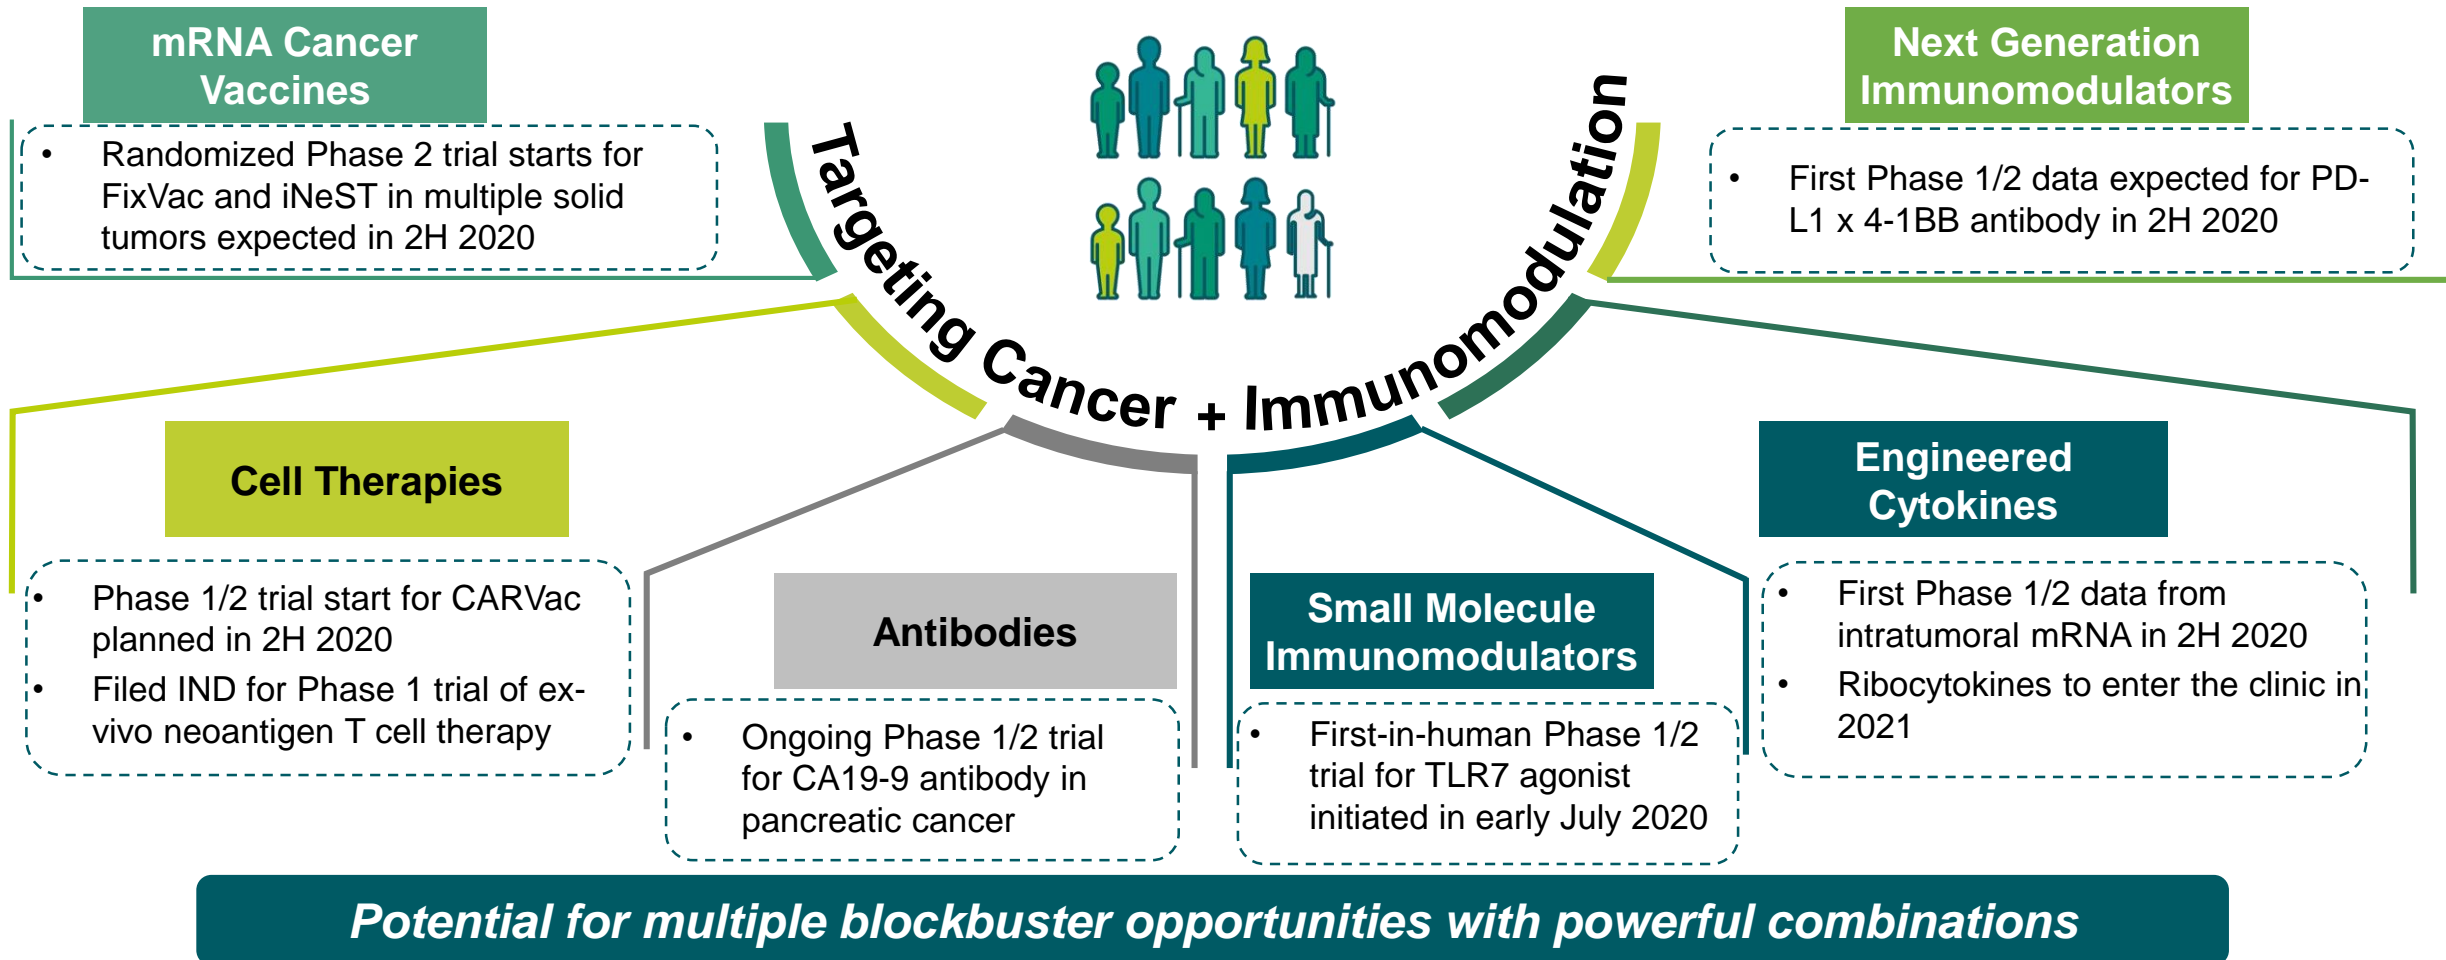 mRNA Cancer
Vaccines
• Randomized Phase 2 trial starts for
FixVac and iNeST in multiple solid
tumors expected in 2H 2020
Targeting Cancer + Immunomodulation
Next Generation
Immunomodulators
• First Phase 1/2 data expected for PD-
L1 x 4-1BB antibody in 2H 2020
Cell Therapies
• Phase 1/2 trial start for CARVac
planned in 2H 2020
• Filed IND for Phase 1 trial of ex-
vivo neoantigen T cell therapy
Antibodies
• Ongoing Phase 1/2 trial
for CA19-9 antibody in
pancreatic cancer
Small Molecule
Immunomodulators
• First-in-human Phase 1/2
trial for TLR7 agonist
initiated in early July 2020
Engineered
Cytokines
• First Phase 1/2 data from
intratumoral mRNA in 2H 2020
• Ribocytokines to enter the clinic in
2021
Potential for multiple blockbuster opportunities with powerful combinations